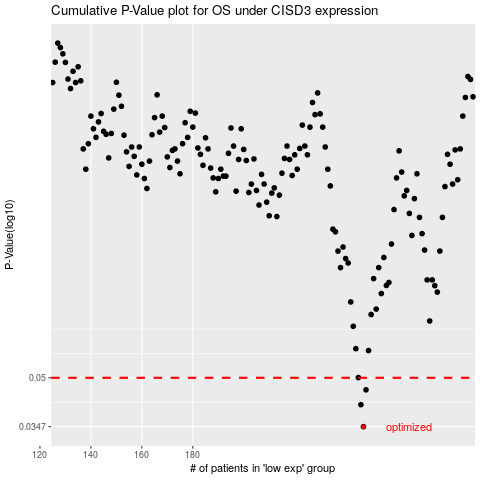 Cumulative P-Value plot for OS under CISD3 expression
P-Value(log10)
0.05
0.0347
optimized
120 140 160 180
# of patients in 'low exp' group